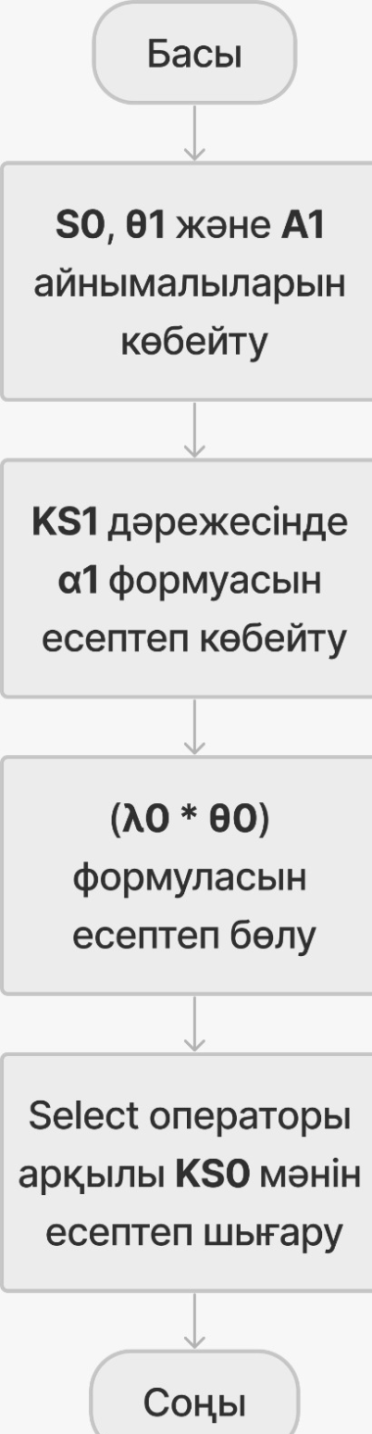 Басы
S0, θ1 және A1
айнымалыларын
көбейту
KS1 дәрежесінде
α1 формуасын
есептеп көбейту
(λ0 * θ0)
формуласын
есептеп бөлу
Select операторы
арқылы KS0 мәнін
есептеп шығару
Соңы